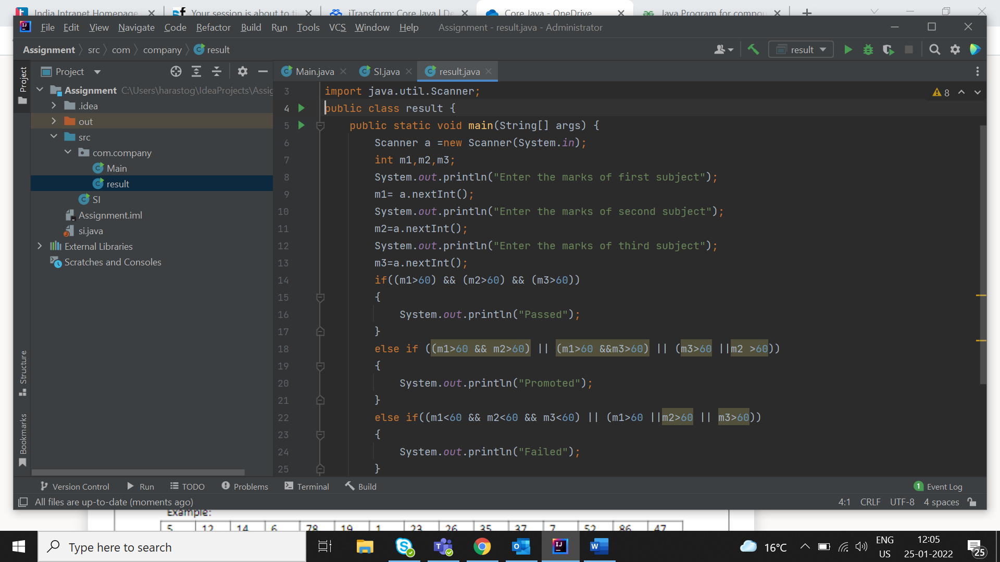 India Intranet Homepage
Your session is about to ti
iTransform: Core Java | De
Core Java - OneDrive
Java Program for compou
File Edit View Navigate Code Refactor Build Run Tools VCS Window Help Assignment - result.java - Administrator
Assignment src com company result
result
Project
Project
Main.java
SI.java
result.java
Assignment C:\Users\harastog\IdeaProjects\Assig
.idea
out
src
com.company
Main
result
SI
Assignment.iml
si.java
External Libraries
Scratches and Consoles
8
3 import java.util.Scanner;
4 public class result {
5 public static void main(String[] args) {
6 Scanner a =new Scanner(System.in);
7 int m1,m2,m3;
8 System.out.println("Enter the marks of first subject");
9 m1= a.nextInt();
10 System.out.println("Enter the marks of second subject");
11 m2=a.nextInt();
12 System.out.println("Enter the marks of third subject");
13 m3=a.nextInt();
14 if((m1>60) && (m2>60) && (m3>60))
15 {
16 System.out.println("Passed");
17 }
18 else if ((m1>60 && m2>60) || (m1>60 &&m3>60) || (m3>60 ||m2 >60))
19 {
20 System.out.println("Promoted");
21 }
22 else if((m1<60 && m2<60 && m3<60) || (m1>60 ||m2>60 || m3>60))
23 {
24 System.out.println("Failed");
25 }
Structure
Bookmarks
Version Control Run TODO Problems Terminal Build
1 Event Log
All files are up-to-date (moments ago)
4:1 CRLF UTF-8 4 spaces
Example:
5 12 14 6 78 19 1 23 26 35 37 7 52 86 47
Type here to search
16°C
ENG
US
12:05
25-01-2022
25